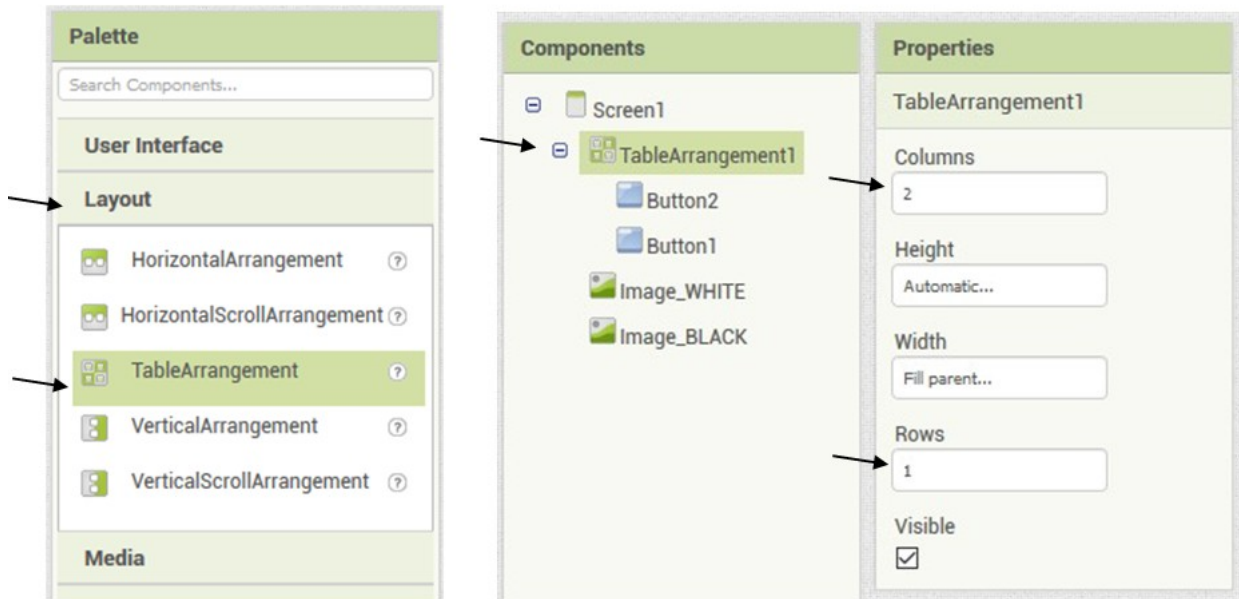 Palette
Search Components...
User Interface
Layout
HorizontalArrangement
HorizontalScrollArrangement
TableArrangement
VerticalArrangement
VerticalScrollArrangement
Media
Components
Screen1
TableArrangement1
Button2
Button1
Image_WHITE
Image_BLACK
Properties
TableArrangement1
Columns
2
Height
Automatic...
Width
Fill parent...
Rows
1
Visible